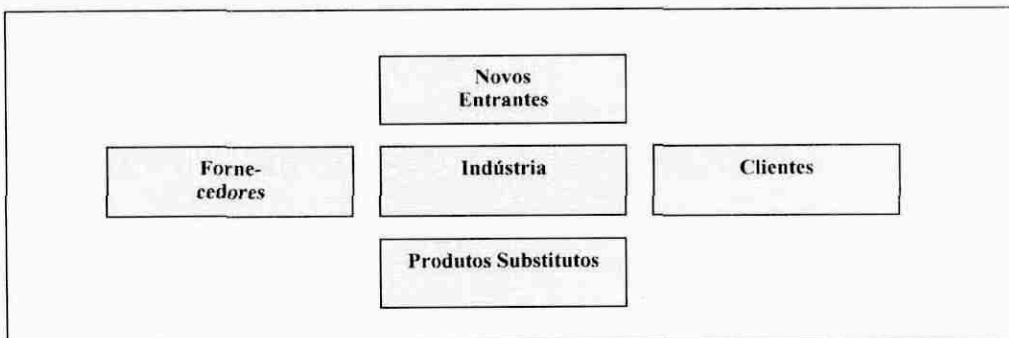 Novos
Entrantes
Forne-
cedores
Indústria
Clientes
Produtos Substitutos